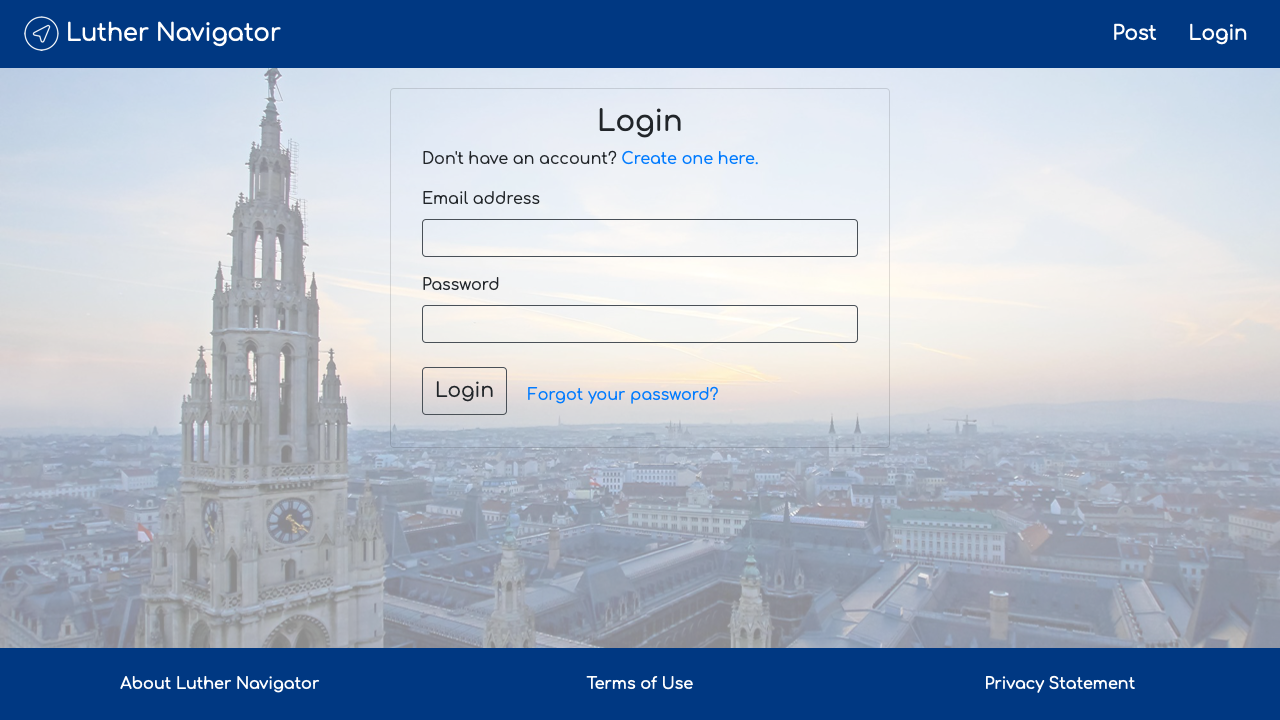 Luther Navigator
Post
Login
Login
Don't have an account? Create one here.
Email address
Password
Login
Forgot your password?
About Luther Navigator
Terms of Use
Privacy Statement